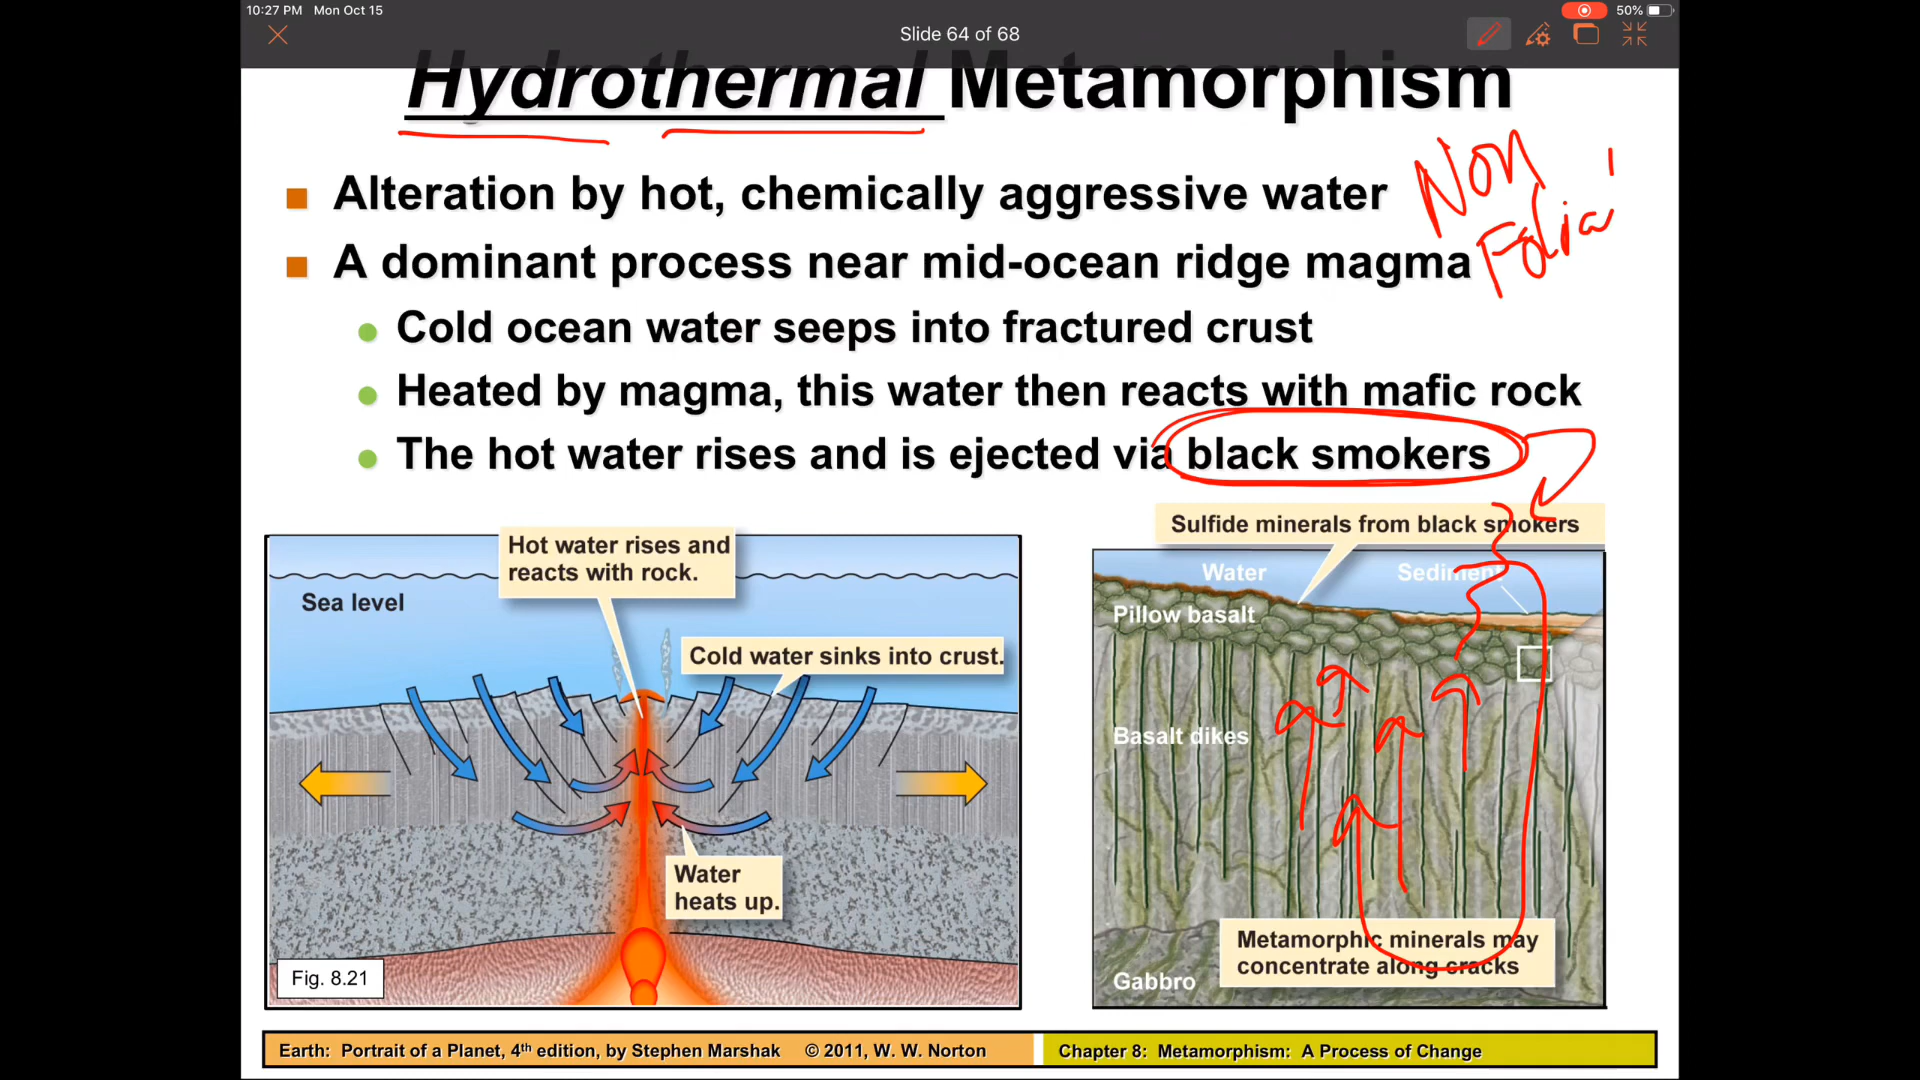 10:27 PM Mon Oct 15
50%
Slide 64 of 68
Hydrothermal Metamorphism
Non
Folia
■ Alteration by hot, chemically aggressive water
■ A dominant process near mid-ocean ridge magma
● Cold ocean water seeps into fractured crust
● Heated by magma, this water then reacts with mafic rock
● The hot water rises and is ejected via black smokers
Hot water rises and
reacts with rock.
Sea level
Cold water sinks into crust.
Water
heats up.
Fig. 8.21
Sulfide minerals from black smokers
Water
Sediment
Pillow basalt
Basalt dikes
Metamorphic minerals may
concentrate along cracks
Gabbro
Earth: Portrait of a Planet, 4th edition, by Stephen Marshak © 2011, W. W. Norton
Chapter 8: Metamorphism: A Process of Change